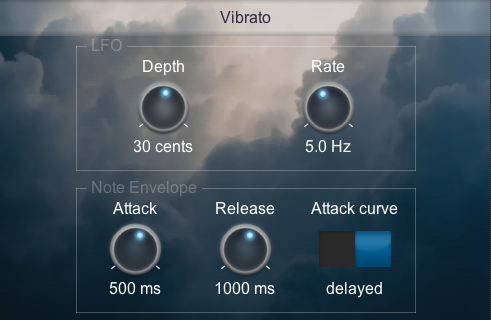 Vibrato
LFO
Depth Rate
30 cents 5.0 Hz
Note Envelope
Attack Release Attack curve
500 ms 1000 ms delayed